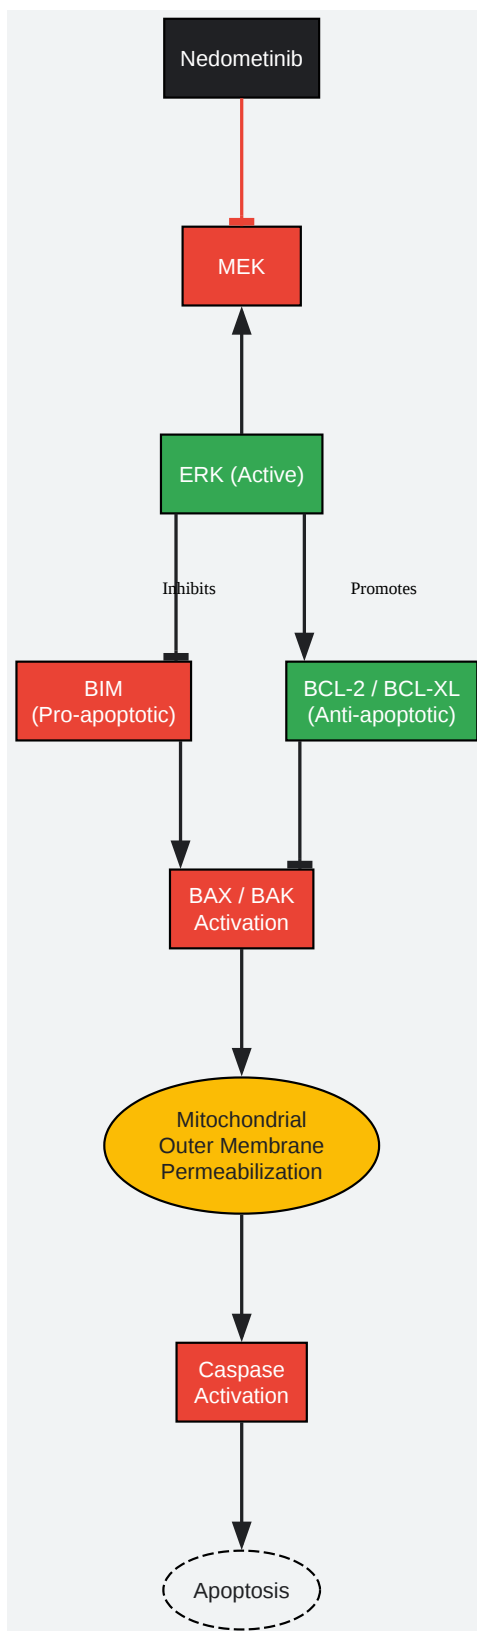 Nedometinib
MEK
ERK (Active)
Inhibits
Promotes
BIM
(Pro-apoptotic)
BCL-2 / BCL-XL
(Anti-apoptotic)
BAX / BAK
Activation
Mitochondrial
Outer Membrane
Permeabilization
Caspase
Activation
Apoptosis